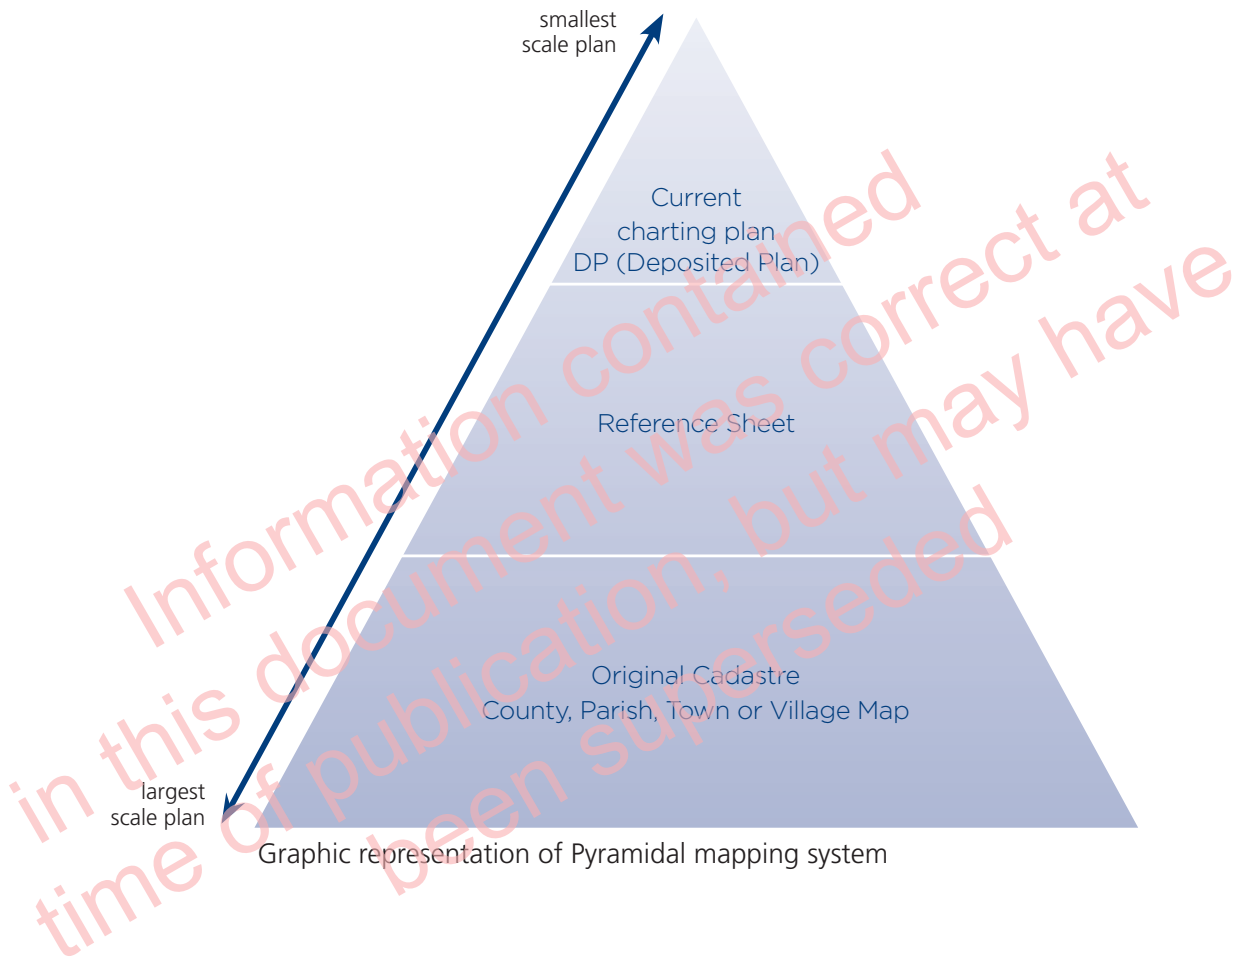 smallest
scale plan
Current
charting plan
DP (Deposited Plan)
Reference Sheet
Original Cadastre
County, Parish, Town or Village Map
largest
scale plan
Graphic representation of Pyramidal mapping system
Information contained
in this document was correct at
time of publication, but may have
been superseded